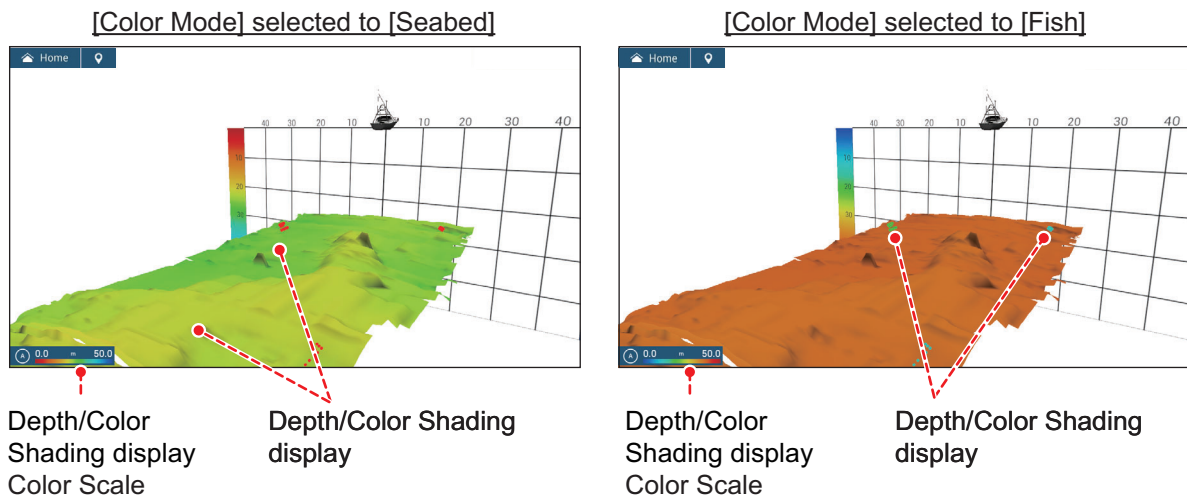 [Color Mode] selected to [Seabed]
Home
40 30 20 10 10 20 30 40
10
20
30
A 0.0 m 50.0
Depth/Color
Shading display
Color Scale
Depth/Color Shading
display
[Color Mode] selected to [Fish]
Home
40 30 20 10 10 20 30 40
10
20
30
A 0.0 m 50.0
Depth/Color
Shading display
Color Scale
Depth/Color Shading
display